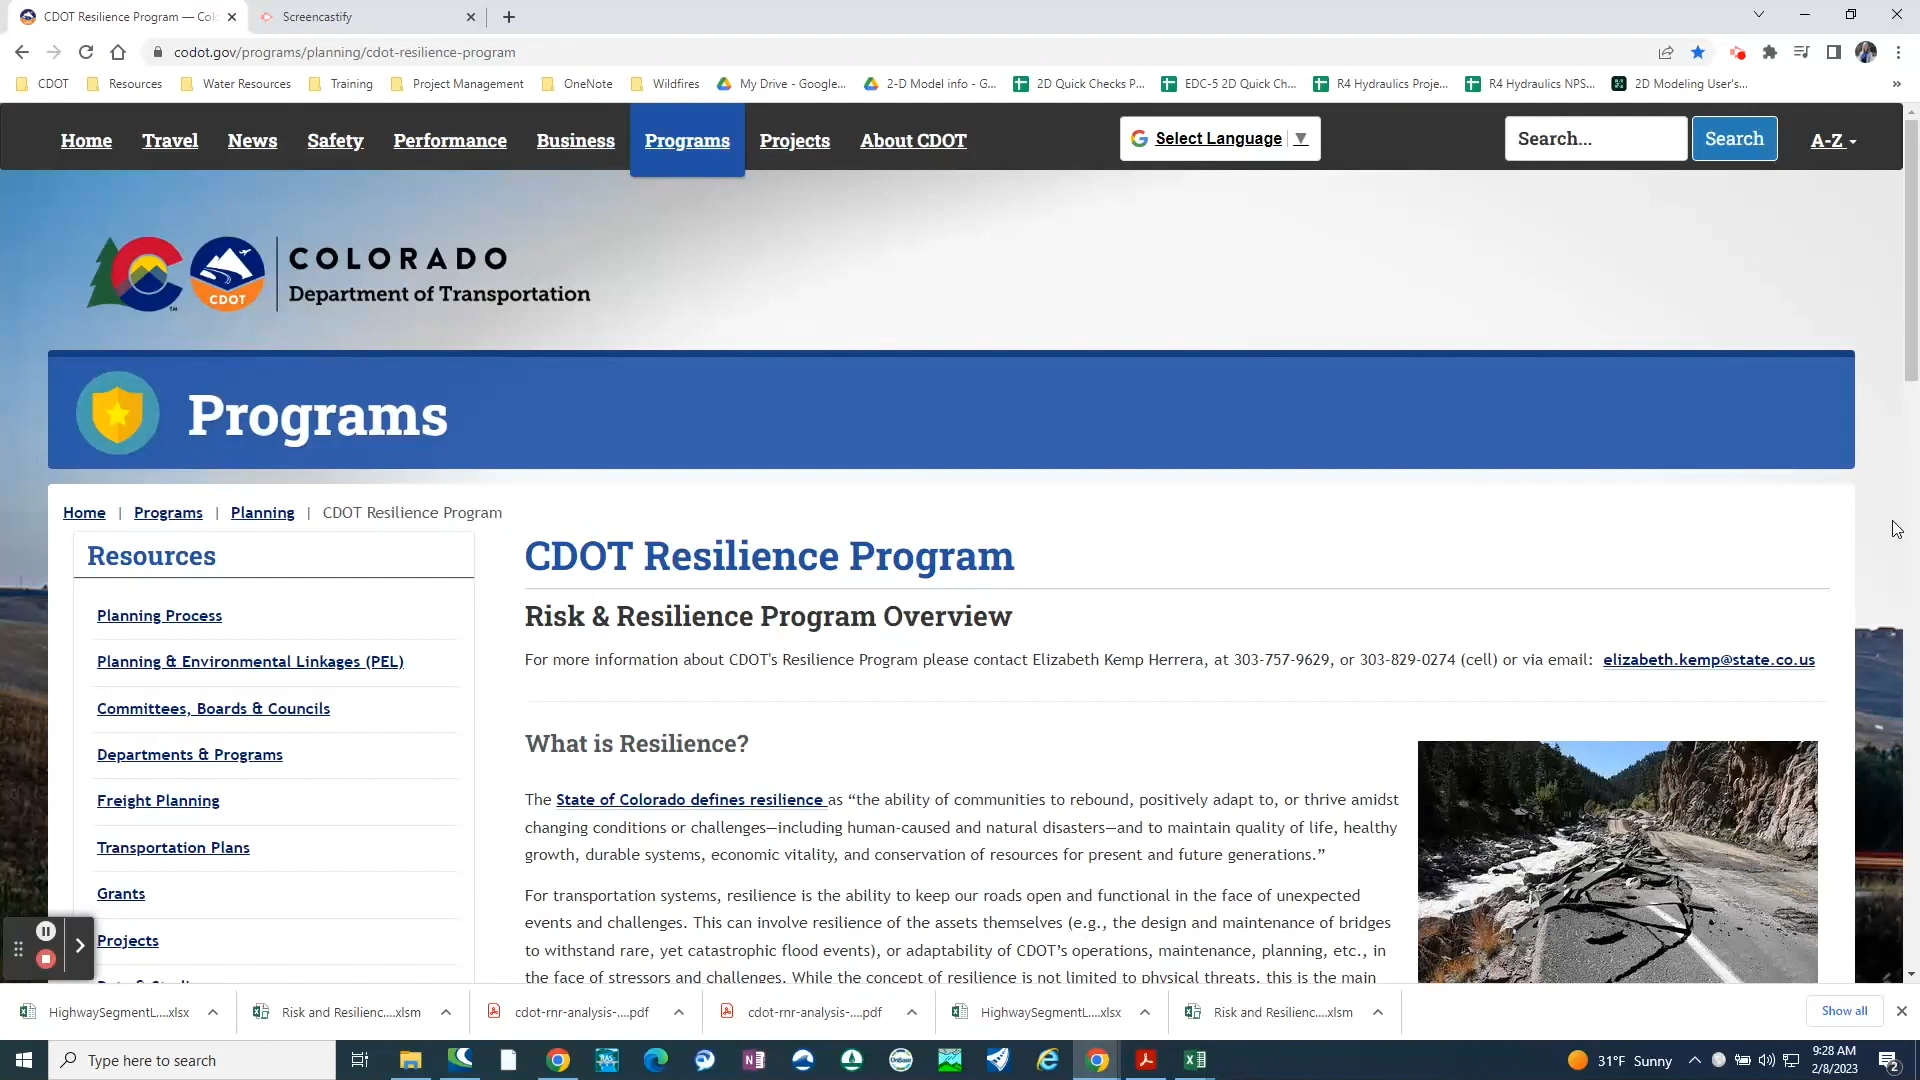 CDOT Resilience Program — Col
Screencastify
codot.gov/programs/planning/cdot-resilience-program
CDOT Resources Water Resources Training Project Management OneNote Wildfires My Drive - Google... 2-D Model info - G... 2D Quick Checks P... EDC-5 2D Quick Ch... R4 Hydraulics Proje... R4 Hydraulics NPS... 2D Modeling User's...
Home Travel News Safety Performance Business Programs Projects About CDOT Select Language ▼ Search... Search A-Z
COLORADO
CDOT
Department of Transportation
Programs
Home | Programs | Planning | CDOT Resilience Program
Resources
Planning Process
Planning & Environmental Linkages (PEL)
Committees, Boards & Councils
Departments & Programs
Freight Planning
Transportation Plans
Grants
Projects
CDOT Resilience Program
Risk & Resilience Program Overview
For more information about CDOT's Resilience Program please contact Elizabeth Kemp Herrera, at 303-757-9629, or 303-829-0274 (cell) or via email: elizabeth.kemp@state.co.us
What is Resilience?
The State of Colorado defines resilience as “the ability of communities to rebound, positively adapt to, or thrive amidst
changing conditions or challenges—including human-caused and natural disasters—and to maintain quality of life, healthy
growth, durable systems, economic vitality, and conservation of resources for present and future generations.”
For transportation systems, resilience is the ability to keep our roads open and functional in the face of unexpected
events and challenges. This can involve resilience of the assets themselves (e.g., the design and maintenance of bridges
to withstand rare, yet catastrophic flood events), or adaptability of CDOT’s operations, maintenance, planning, etc., in
the face of stressors and challenges. While the concept of resilience is not limited to physical threats, this is the main
HighwaySegmentL....xlsx Risk and Resilienc....xlsm cdot-rnr-analysis-....pdf cdot-rnr-analysis-....pdf HighwaySegmentL....xlsx Risk and Resilienc....xlsm Show all
Type here to search
31°F Sunny
9:28 AM
2/8/2023
2